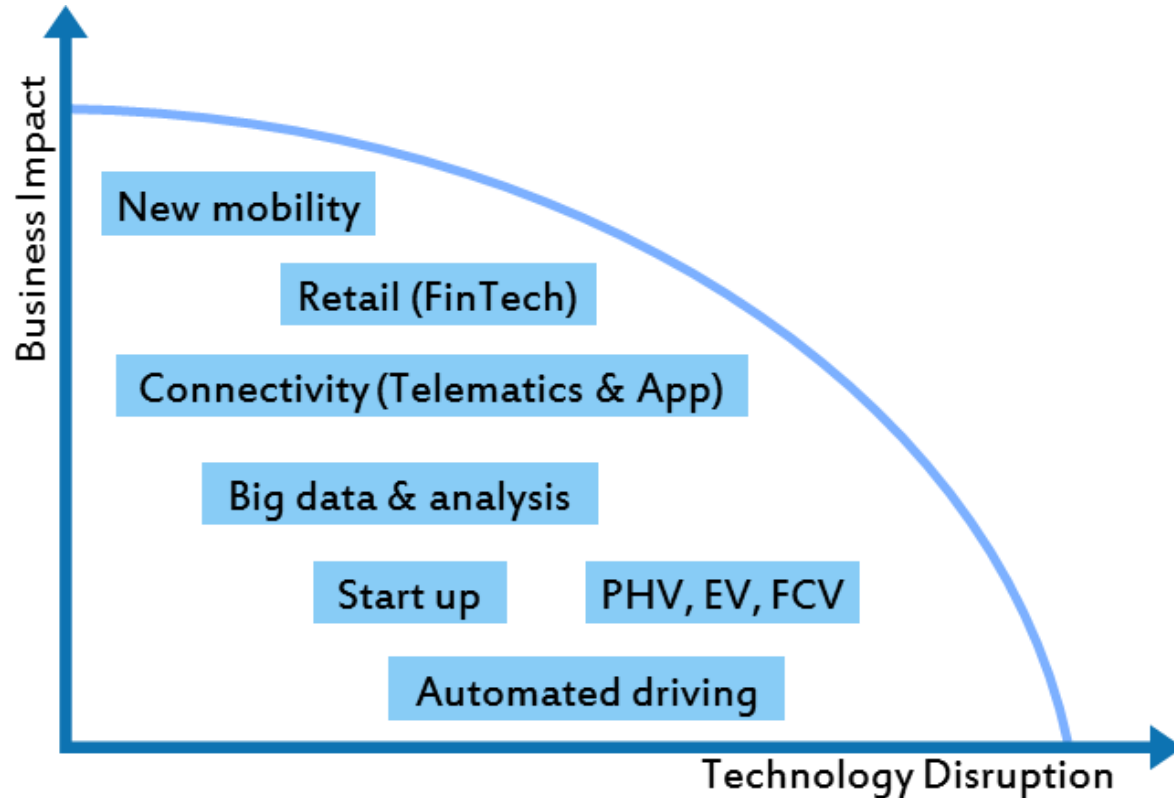 Business Impact
New mobility
Retail (FinTech)
Connectivity (Telematics & App)
Big data & analysis
Start up
PHV, EV, FCV
Automated driving
Technology Disruption